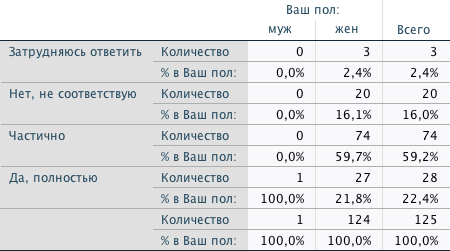 Ваш пол:
муж жен Всего
Затрудняюсь ответить Количество 0 3 3
% в Ваш пол: 0,0% 2,4% 2,4%
Нет, не соответствую Количество 0 20 20
% в Ваш пол: 0,0% 16,1% 16,0%
Частично Количество 0 74 74
% в Ваш пол: 0,0% 59,7% 59,2%
Да, полностью Количество 1 27 28
% в Ваш пол: 100,0% 21,8% 22,4%
Количество 1 124 125
% в Ваш пол: 100,0% 100,0% 100,0%